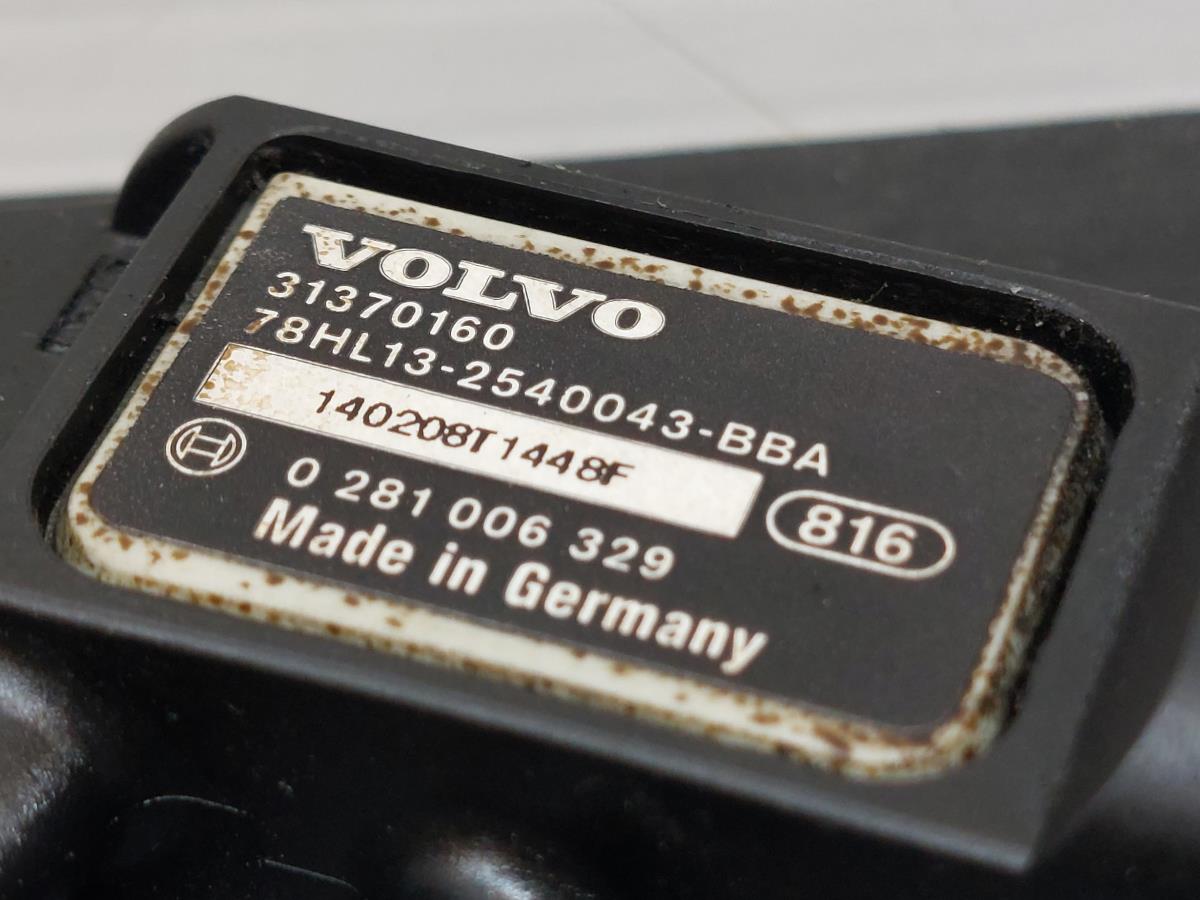 VOLVO
31370160
78HL13-2540043-BBA
140208T1448F
816
0 281 006 329
Made in Germany